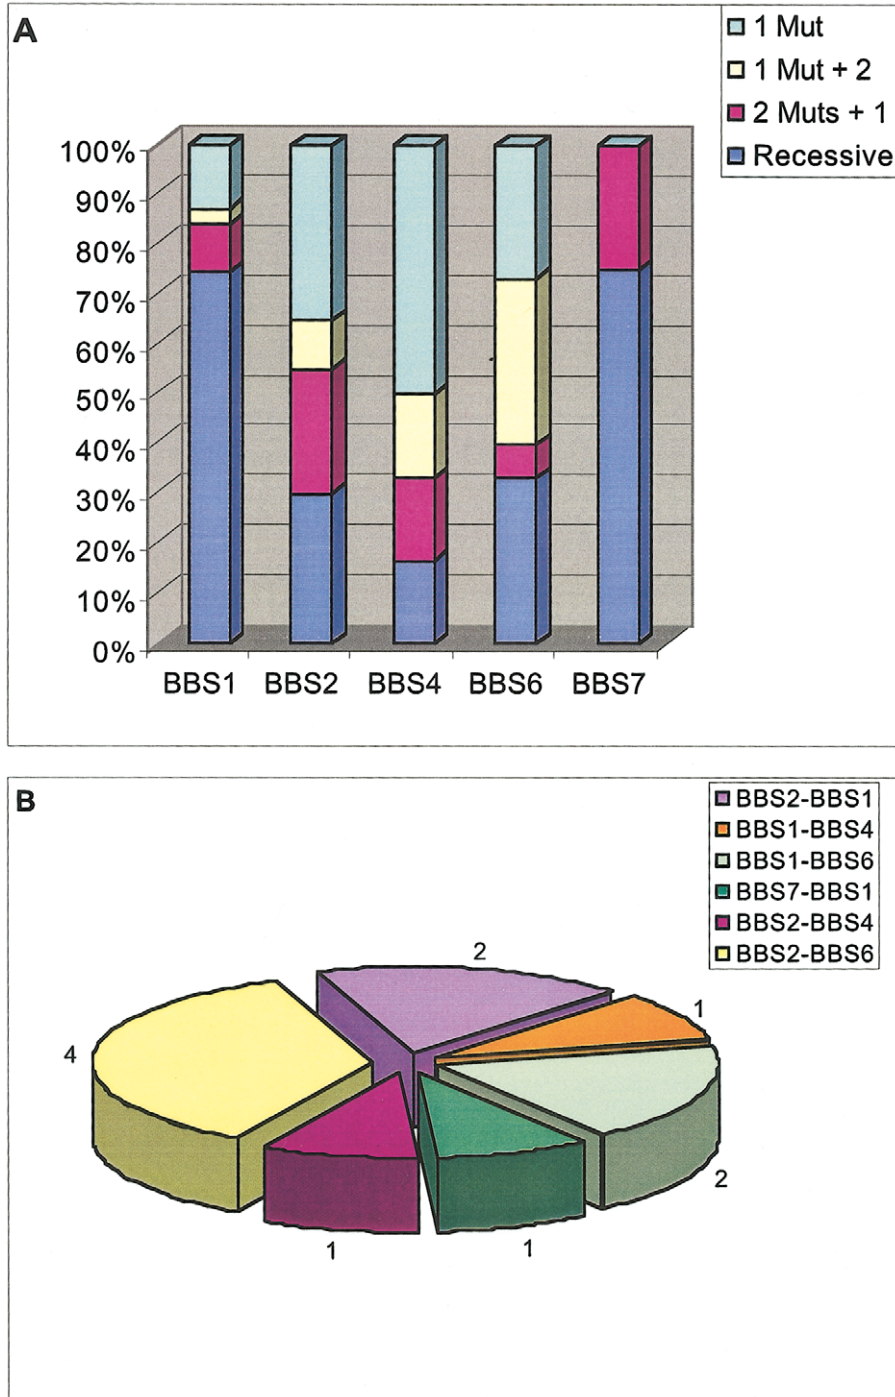 A
1 Mut
1 Mut + 2
2 Muts + 1
Recessive
100%
90%
80%
70%
60%
50%
40%
30%
20%
10%
0%
BBS1 BBS2 BBS4 BBS6 BBS7
B
BBS2-BBS1
BBS1-BBS4
BBS1-BBS6
BBS7-BBS1
BBS2-BBS4
BBS2-BBS6
2
1
4
2
1
1